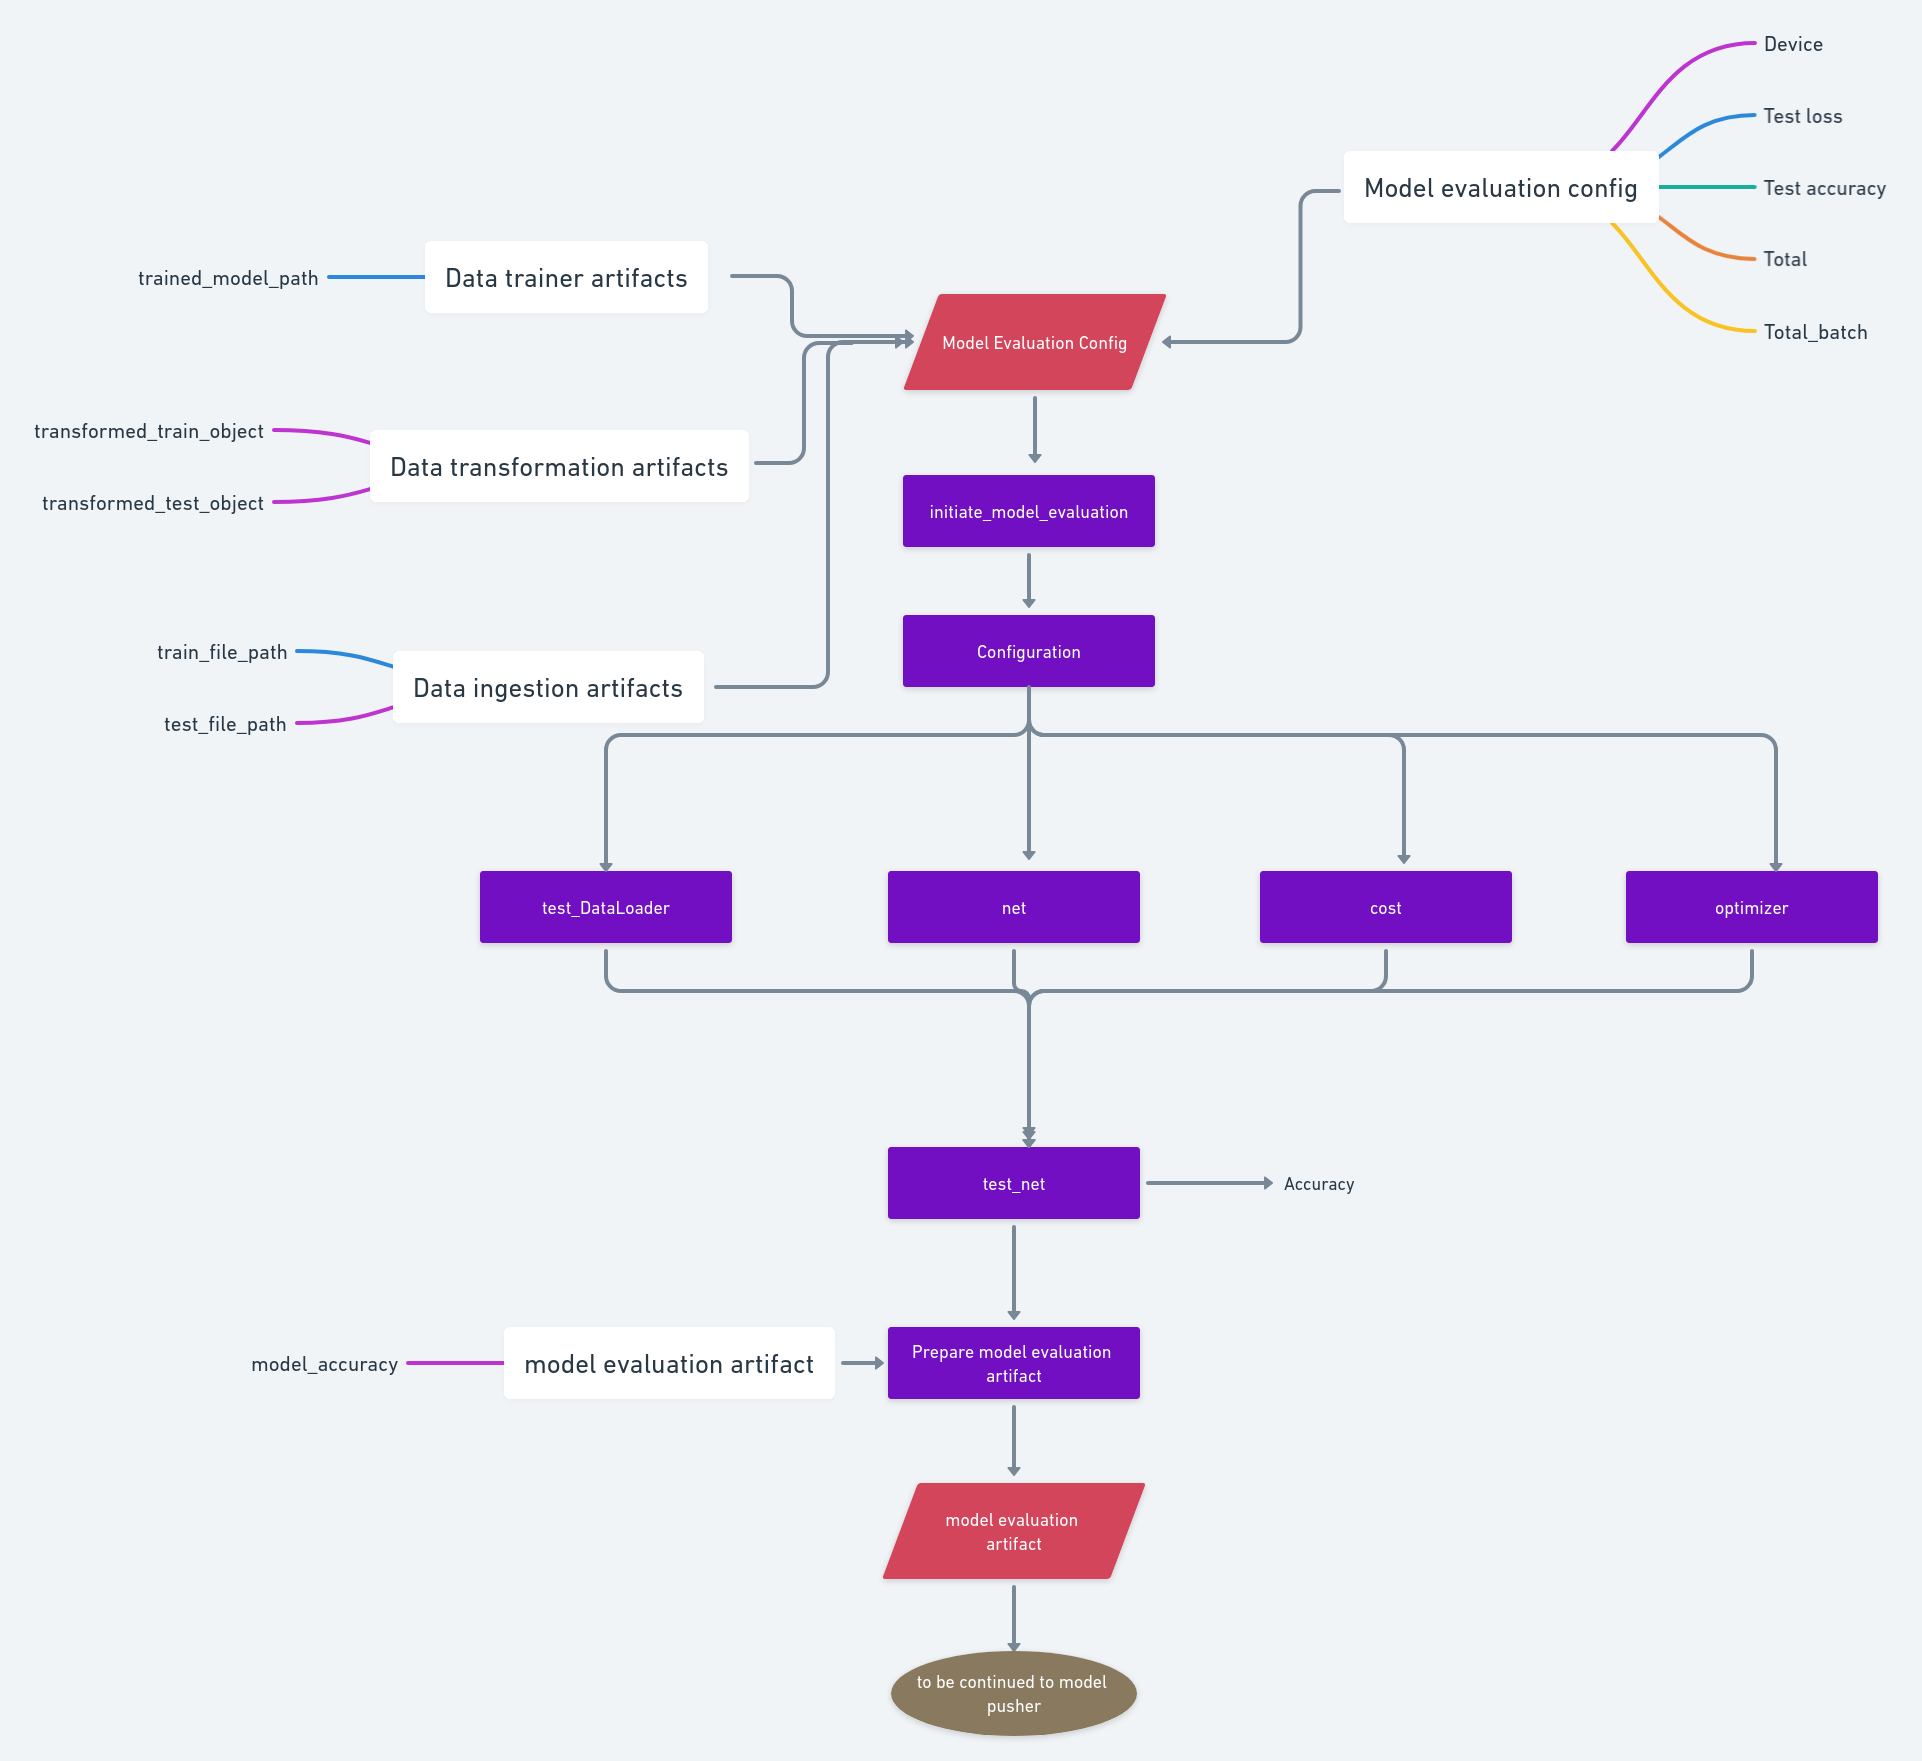 Device
Test loss
Model evaluation config
Test accuracy
Total
Total_batch
trained_model_path
Data trainer artifacts
Model Evaluation Config
transformed_train_object
Data transformation artifacts
transformed_test_object
initiate_model_evaluation
Configuration
train_file_path
Data ingestion artifacts
test_file_path
test_DataLoader
net
cost
optimizer
test_net
Accuracy
model_accuracy
model evaluation artifact
Prepare model evaluation
artifact
model evaluation
artifact
to be continued to model
pusher